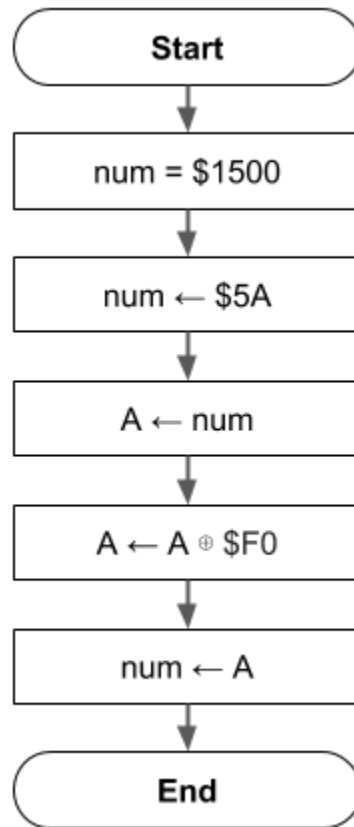 Start
num = $1500
num ← $5A
A ← num
A ← A ⊕ $F0
num ← A
End